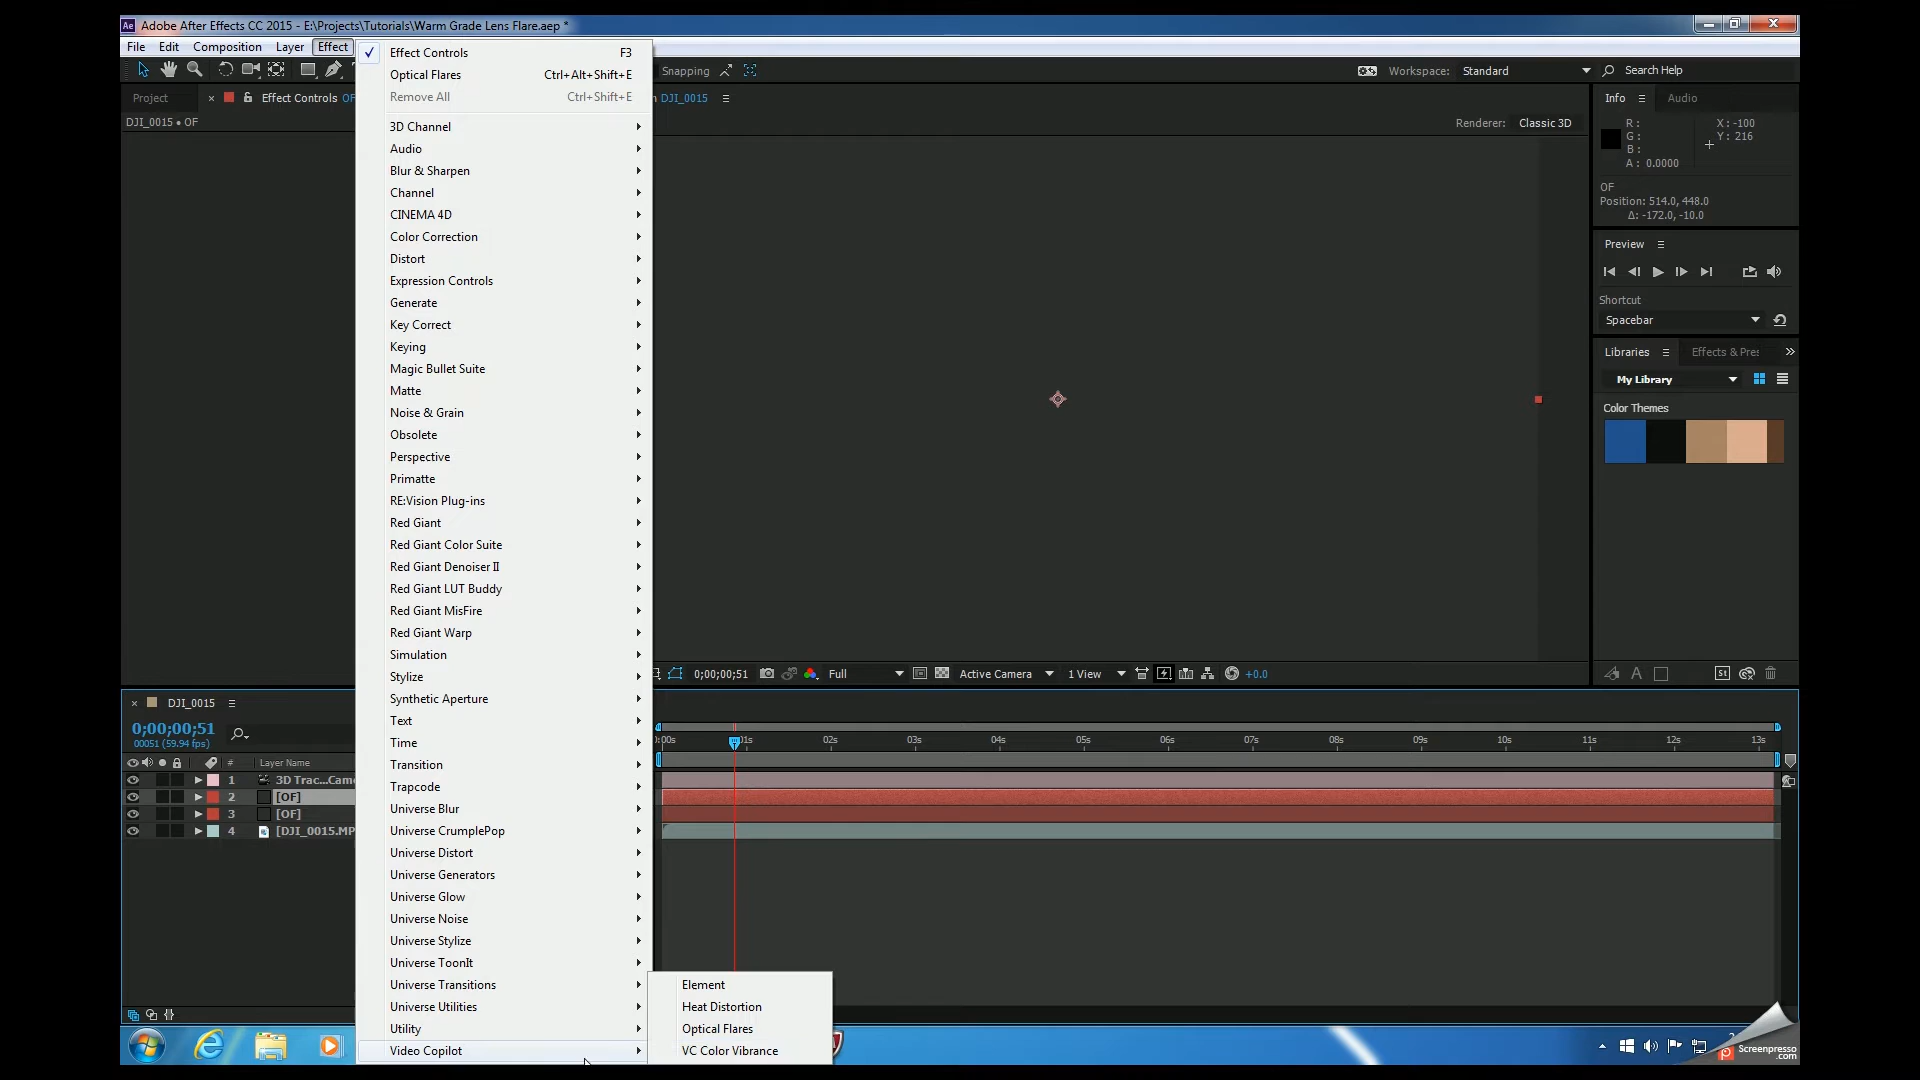 Adobe After Effects CC 2015 - E:\Projects\Tutorials\Warm Grade Lens Flare.aep *
File Edit Composition Layer Effect
Snapping
Workspace: Standard
Search Help
Project
Effect Controls OF
DJI_0015
DJI_0015 • OF
Renderer: Classic 3D
Effect Controls F3
Optical Flares Ctrl+Alt+Shift+E
Remove All Ctrl+Shift+E
3D Channel
Audio
Blur & Sharpen
Channel
CINEMA 4D
Color Correction
Distort
Expression Controls
Generate
Key Correct
Keying
Magic Bullet Suite
Matte
Noise & Grain
Obsolete
Perspective
Primatte
RE:Vision Plug-ins
Red Giant
Red Giant Color Suite
Red Giant Denoiser II
Red Giant LUT Buddy
Red Giant MisFire
Red Giant Warp
Simulation
Stylize
Synthetic Aperture
Text
Time
Transition
Trapcode
Universe Blur
Universe CrumplePop
Universe Distort
Universe Generators
Universe Glow
Universe Noise
Universe Stylize
Universe ToonIt
Universe Transitions
Universe Utilities
Utility
Video Copilot
Element
Heat Distortion
Optical Flares
VC Color Vibrance
Info Audio
R : X : -100
G : Y : 216
B :
A : 0.0000
OF
Position: 514.0, 448.0
Δ: -172.0, -10.0
Preview
Shortcut
Spacebar
Libraries Effects & Pres
My Library
Color Themes
St
0;00;00;51 Full Active Camera 1 View +0.0
DJI_0015
0;00;00;51
00051 (59.94 fps)
# Layer Name
1 3D Trac...Came
2 [OF]
3 [OF]
4 [DJI_0015.MP
0:00s 01s 02s 03s 04s 05s 06s 07s 08s 09s 10s 11s 12s 13s
Screenpresso
.com